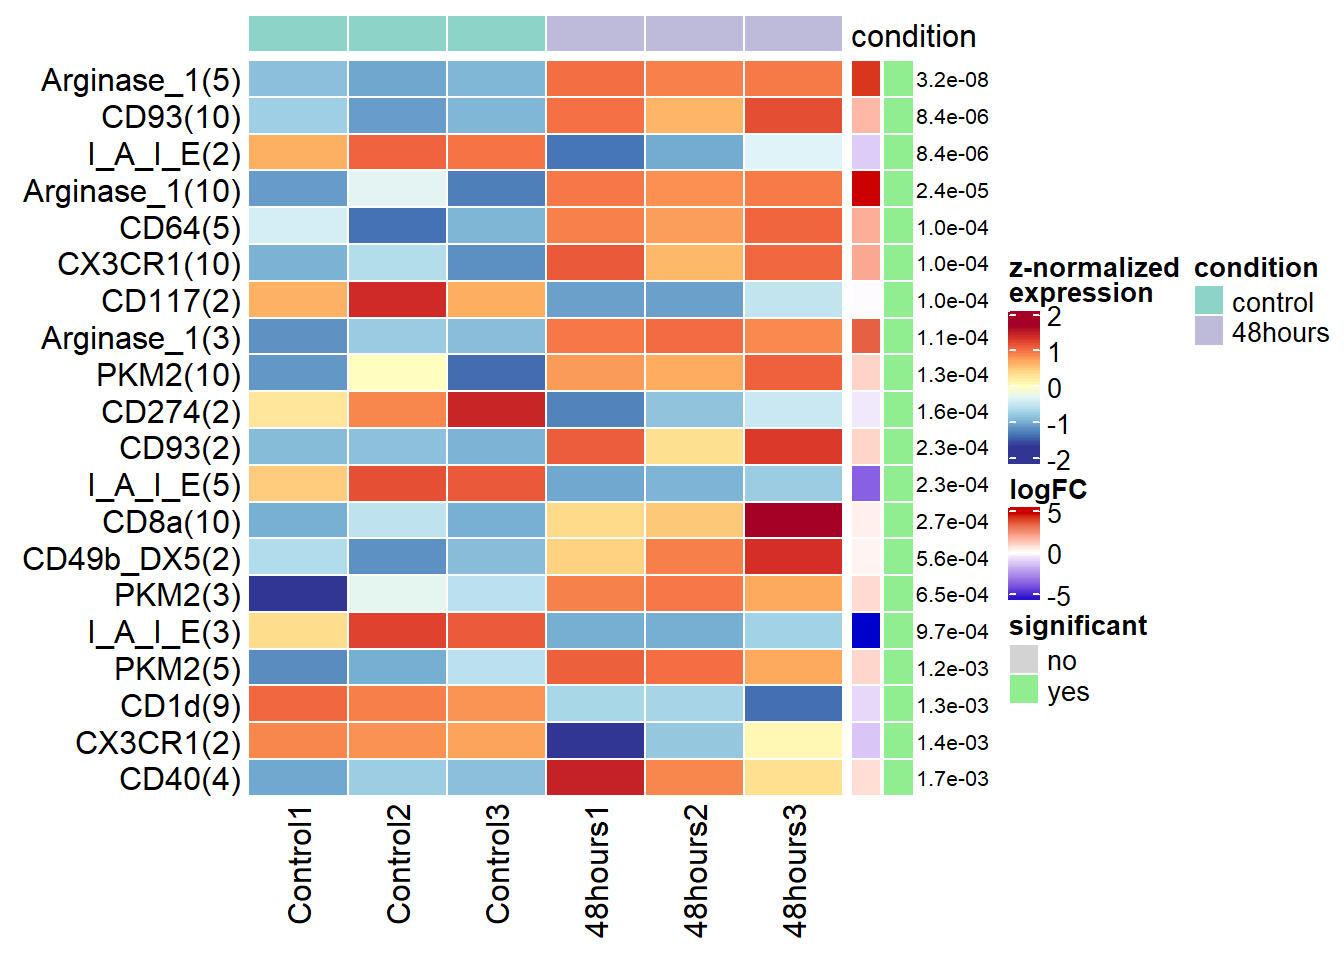 condition
Arginase_1(5) 3.2e-08
CD93(10) 8.4e-06
I_A_I_E(2) 8.4e-06
Arginase_1(10) 2.4e-05
CD64(5) 1.0e-04
CX3CR1(10) 1.0e-04
CD117(2) 1.0e-04
Arginase_1(3) 1.1e-04
PKM2(10) 1.3e-04
CD274(2) 1.6e-04
CD93(2) 2.3e-04
I_A_I_E(5) 2.3e-04
CD8a(10) 2.7e-04
CD49b_DX5(2) 5.6e-04
PKM2(3) 6.5e-04
I_A_I_E(3) 9.7e-04
PKM2(5) 1.2e-03
CD1d(9) 1.3e-03
CX3CR1(2) 1.4e-03
CD40(4) 1.7e-03
Control1 Control2 Control3 48hours1 48hours2 48hours3
z-normalized
expression
2
1
0
-1
-2
logFC
5
0
-5
significant
no
yes
condition
control
48hours